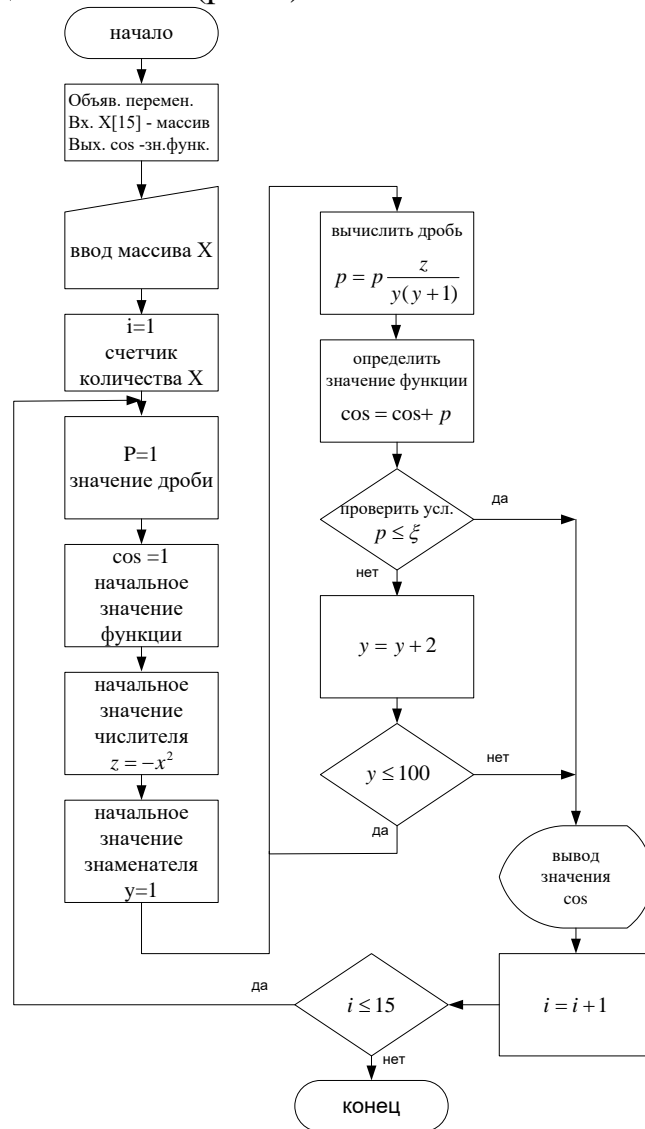 начало
Объяв. перемен.
Вх. X[15] - массив
Вых. cos -зн.функ.
ввод массива X
i=1
счетчик
количества X
P=1
значение дроби
cos =1
начальное
значение
функции
начальное
значение
числителя
z = −x²
начальное
значение
знаменателя
y=1
вычислить дробь
p = p z / y(y+1)
определить
значение функции
cos = cos+ p
проверить усл.
p ≤ ξ
да
нет
y = y + 2
y ≤ 100
нет
да
вывод
значения
cos
i = i + 1
i ≤ 15
да
нет
конец